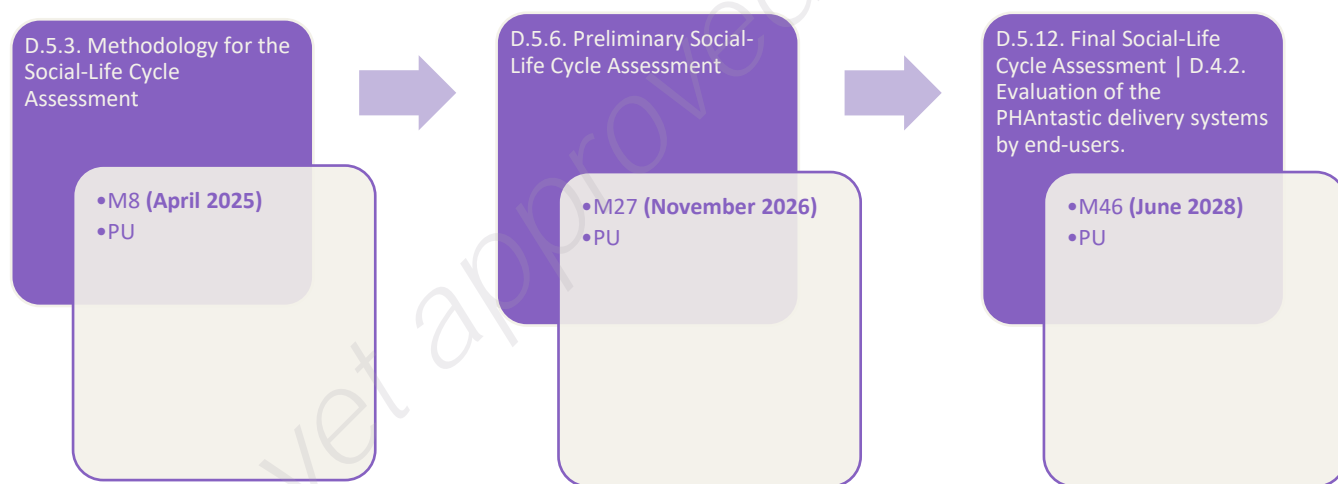 D.5.3. Methodology for the
Social-Life Cycle
Assessment
•M8 (April 2025)
•PU
D.5.6. Preliminary Social-
Life Cycle Assessment
•M27 (November 2026)
•PU
D.5.12. Final Social-Life
Cycle Assessment | D.4.2.
Evaluation of the
PHAntastic delivery systems
by end-users.
•M46 (June 2028)
•PU
yet approved